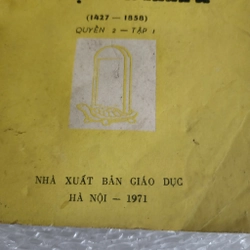 (1427 — 1858)
QUYỂN 2 - TẬP 1
NHÀ XUẤT BẢN GIÁO DỤC
HÀ NỘI - 1971